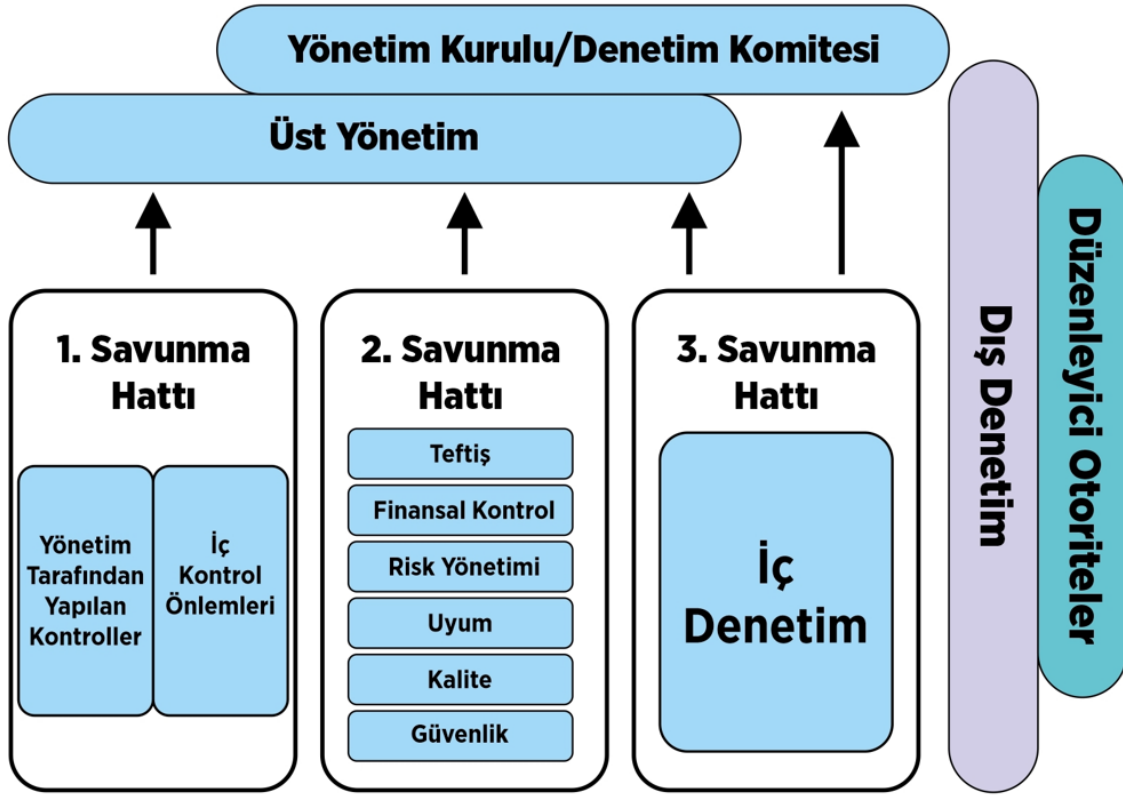 Yönetim Kurulu/Denetim Komitesi
Üst Yönetim
1. Savunma
Hattı
Yönetim
Tarafından
Yapılan
Kontroller
İç
Kontrol
Önlemleri
2. Savunma
Hattı
Teftiş
Finansal Kontrol
Risk Yönetimi
Uyum
Kalite
Güvenlik
3. Savunma
Hattı
İç
Denetim
Dış Denetim
Düzenleyici Otoriteler